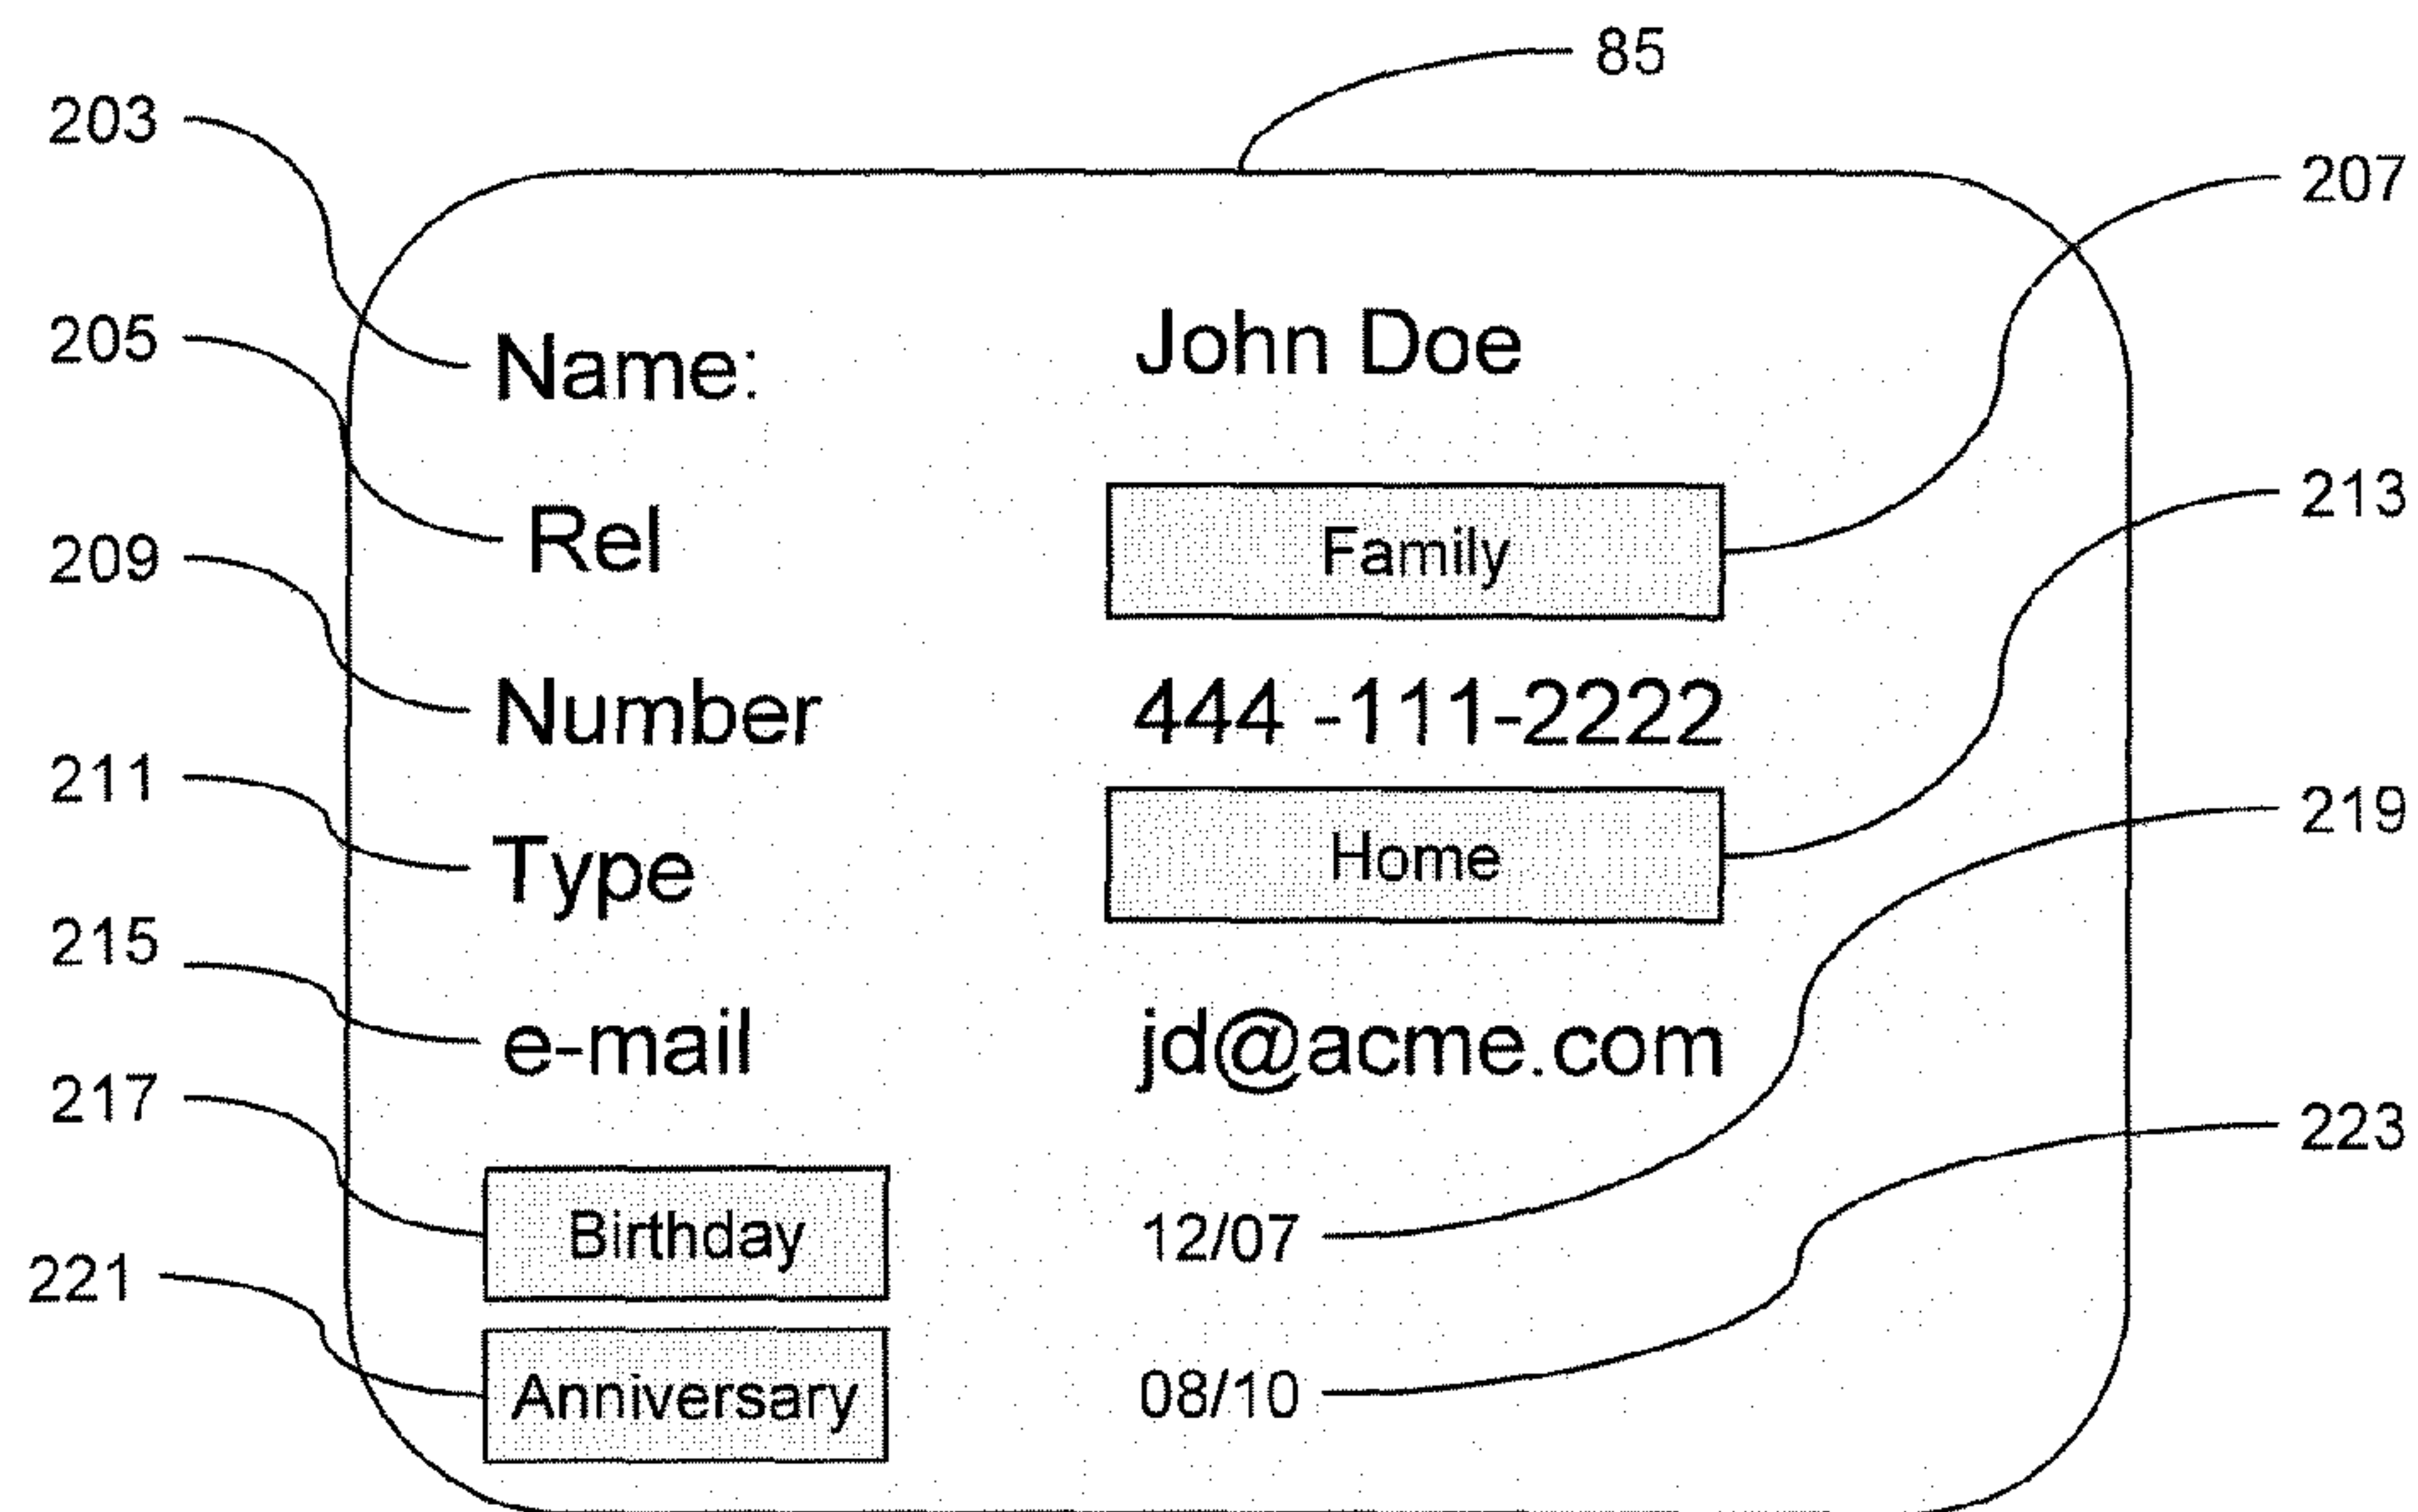 85
203
207
Name: John Doe
205
Rel Family
213
209
Number 444 -111-2222
211
Type Home
219
215
e-mail jd@acme.com
217
223
Birthday 12/07
221
Anniversary 08/10